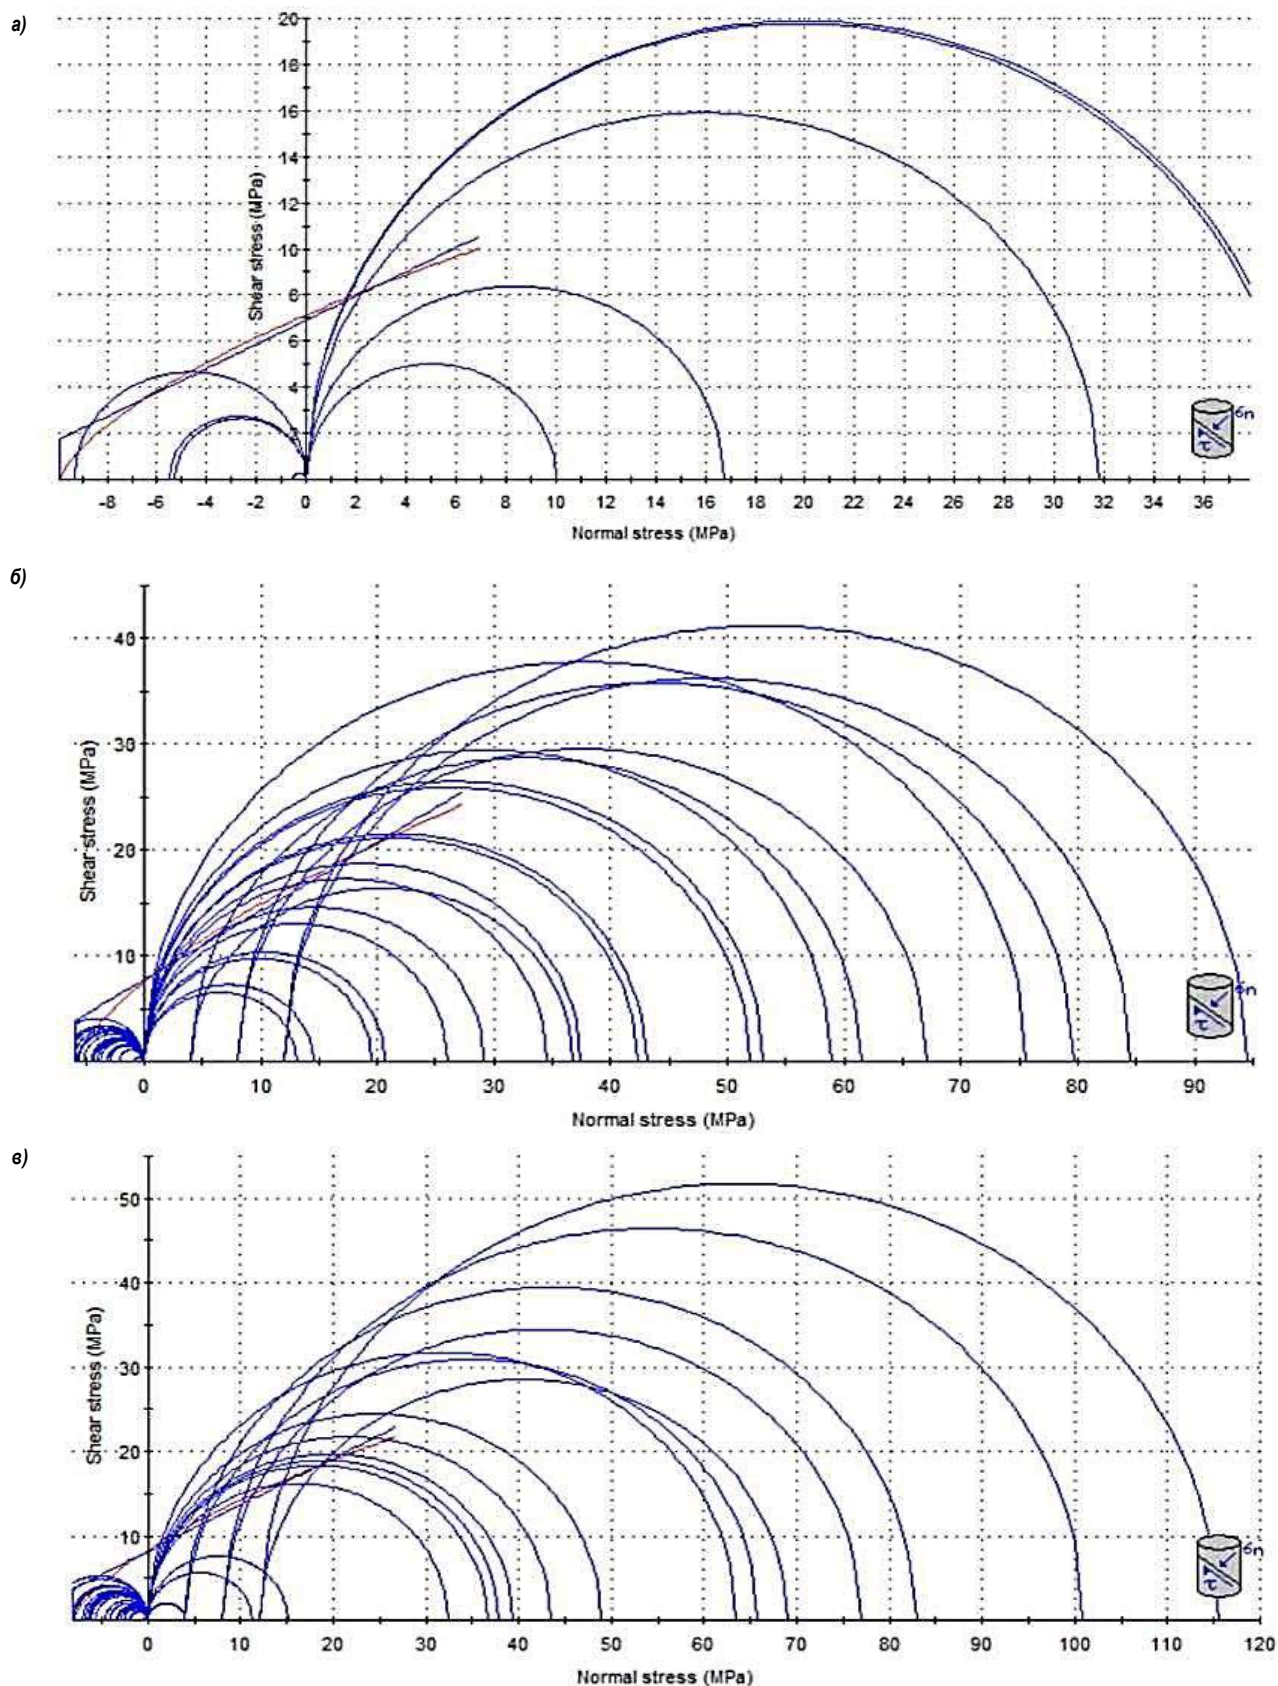 а)
20
18
16
14
12
10
8
6
4
2
Shear stress (MPa)
-8 -6 -4 -2 0 2 4 6 8 10 12 14 16 18 20 22 24 26 28 30 32 34 36
Normal stress (MPa)
τ
бn
б)
40
30
20
10
Shear stress (MPa)
0 10 20 30 40 50 60 70 80 90
Normal stress (MPa)
τ
бn
в)
50
40
30
20
10
Shear stress (MPa)
0 10 20 30 40 50 60 70 80 90 100 110 120
Normal stress (MPa)
τ
бn